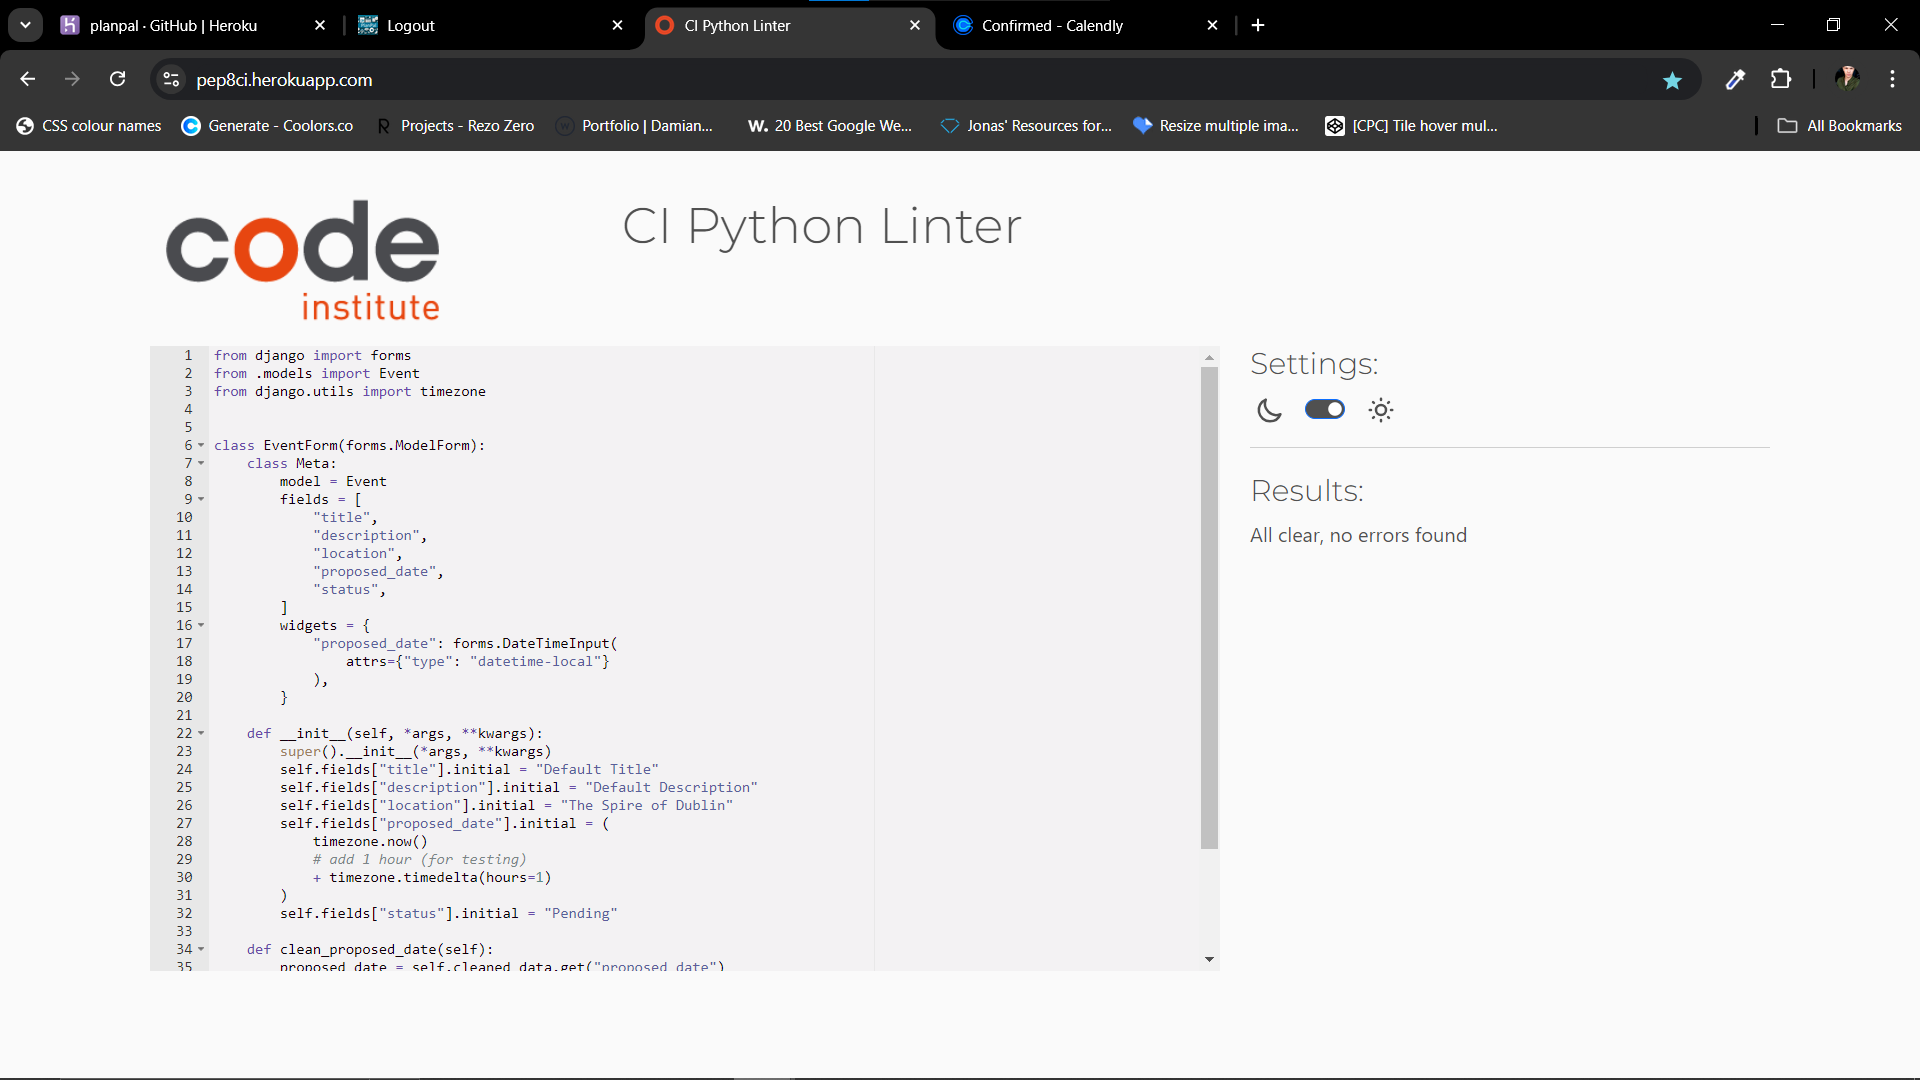 planpal · GitHub | Heroku
Logout
CI Python Linter
Confirmed - Calendly
pep8ci.herokuapp.com
CSS colour names
Generate - Coolors.co
Projects - Rezo Zero
Portfolio | Damian...
20 Best Google We...
Jonas' Resources for...
Resize multiple ima...
[CPC] Tile hover mul...
All Bookmarks
code
institute
CI Python Linter
1 from django import forms
2 from .models import Event
3 from django.utils import timezone
4
5
6 class EventForm(forms.ModelForm):
7     class Meta:
8         model = Event
9         fields = [
10             "title",
11             "description",
12             "location",
13             "proposed_date",
14             "status",
15         ]
16         widgets = {
17             "proposed_date": forms.DateTimeInput(
18                 attrs={"type": "datetime-local"}
19             ),
20         }
21
22     def __init__(self, *args, **kwargs):
23         super().__init__(*args, **kwargs)
24         self.fields["title"].initial = "Default Title"
25         self.fields["description"].initial = "Default Description"
26         self.fields["location"].initial = "The Spire of Dublin"
27         self.fields["proposed_date"].initial = (
28             timezone.now()
29             # add 1 hour (for testing)
30             + timezone.timedelta(hours=1)
31         )
32         self.fields["status"].initial = "Pending"
33
34     def clean_proposed_date(self):
35         proposed_date = self.cleaned_data.get("proposed_date")
Settings:
Results:
All clear, no errors found